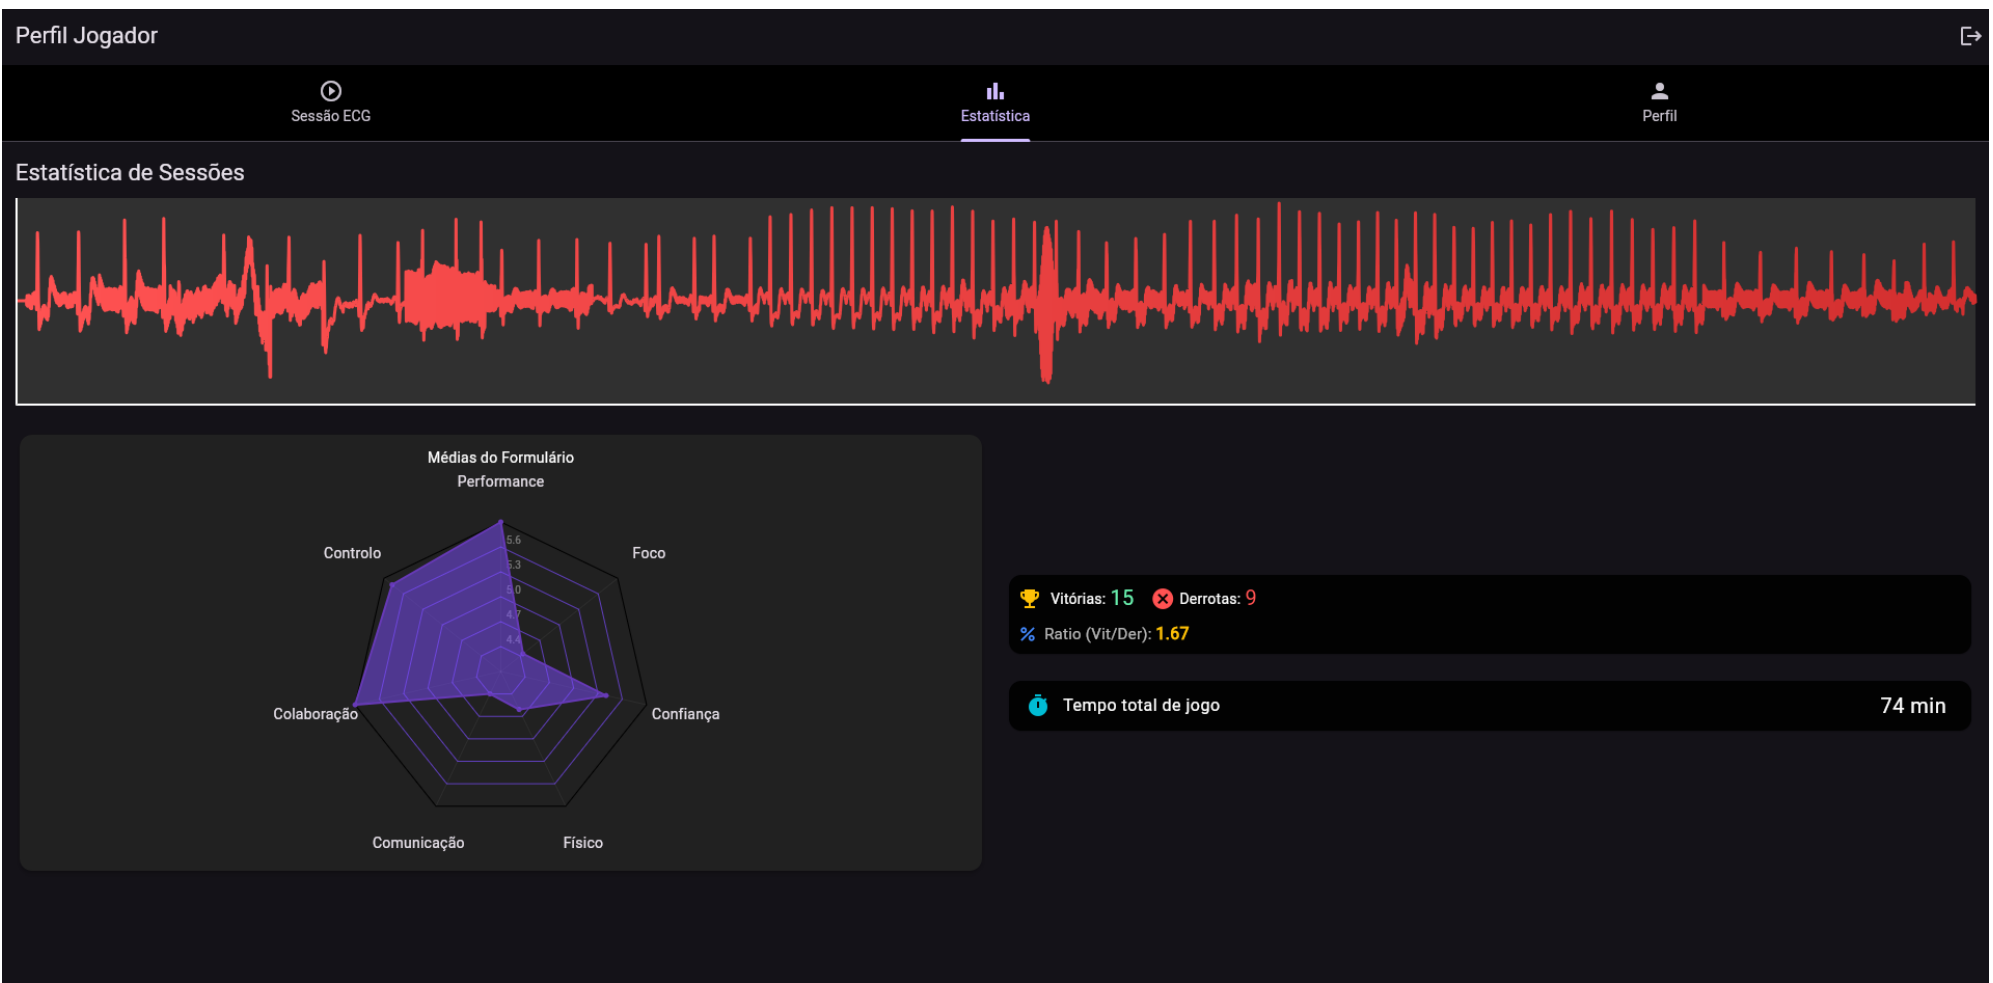 Perfil Jogador
Sessão ECG
Estatística
Perfil
Estatística de Sessões
Médias do Formulário
Performance
Controlo
Foco
5.6
5.3
5.0
4.7
4.4
Colaboração
Confiança
Comunicação
Físico
Vitórias: 15 Derrotas: 9
% Ratio (Vit/Der): 1.67
Tempo total de jogo 74 min